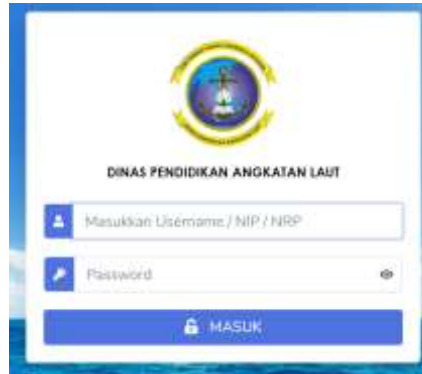 DINAS PENDIDIKAN ANGKATAN LAUT
Masukkan Username / NIP / NRP
Password
MASUK